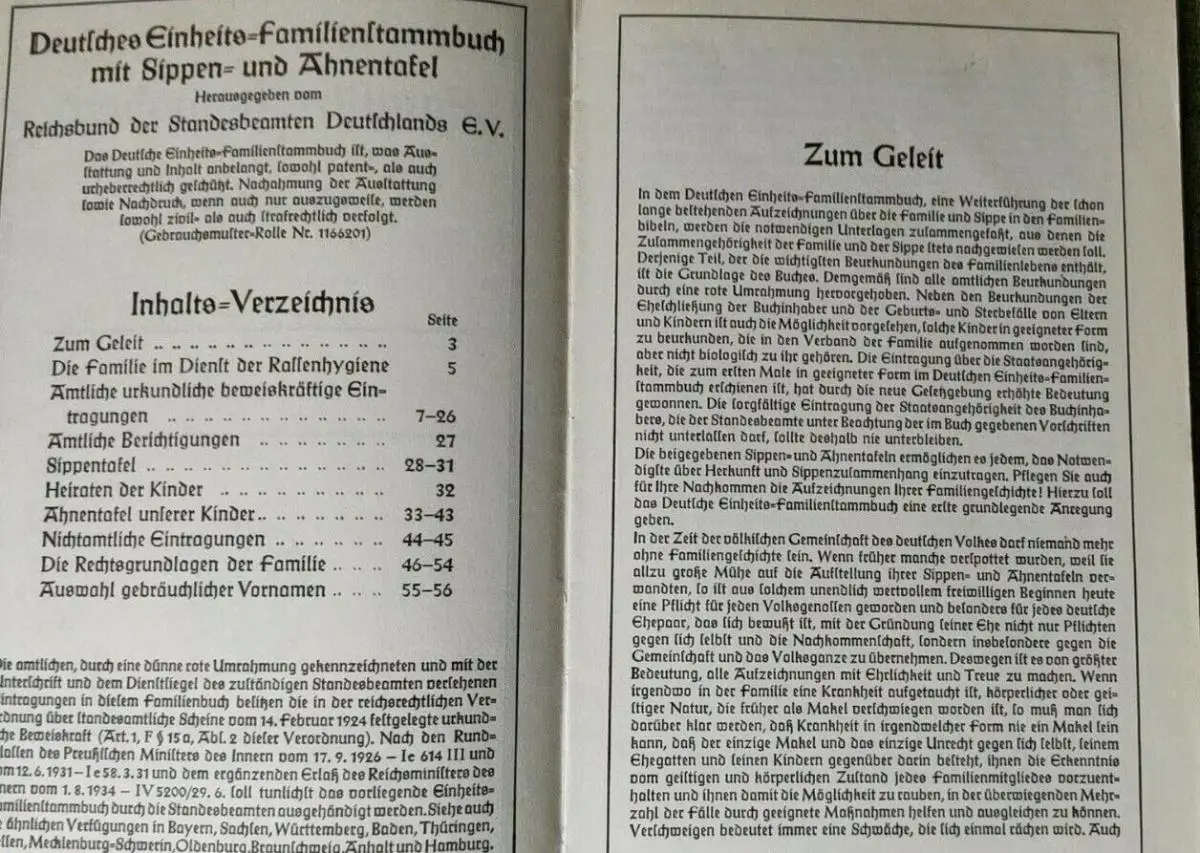 Deutſches Einheits-Familienſtammbuch
mit Sippen- und Ahnentafel
Herausgegeben vom
Reichsbund der Standesbeamten Deutſchlands E.V.
Das Deutſche Einheits-Familienſtammbuch iſt, was Aus-
ſtattung und Inhalt anbelangt, ſowohl patent-, als auch
urheberrechtlich geſchützt. Nachahmung der Ausſtattung
ſowie Nachdruck, wenn auch nur auszugsweiſe, werden
ſowohl zivil- als auch ſtrafrechtlich verfolgt.
(Gebrauchsmuſter-Rolle Nr. 1166201)
Inhalts-Verzeichnis
Seite
Zum Geleit .. .. .. .. .. .. .. .. .. .. 3
Die Familie im Dienſt der Raſſenhygiene 5
Amtliche urkundliche beweiskräftige Ein-
tragungen .. .. .. .. .. .. .. .. .. 7–26
Amtliche Berichtigungen .. .. .. .. .. .. 27
Sippentafel .. .. .. .. .. .. .. .. .. .. 28–31
Heiraten der Kinder .. .. .. .. .. .. .. 32
Ahnentafel unſerer Kinder.. .. .. .. .. .. 33–43
Nichtamtliche Eintragungen .. .. .. .. .. 44–45
Die Rechtsgrundlagen der Familie .. .. .. 46–54
Auswahl gebräuchlicher Vornamen .. .. .. 55–56
die amtlichen, durch eine dünne rote Umrahmung gekennzeichneten und mit der
Unterſchrift und dem Dienſtſiegel des zuſtändigen Standesbeamten verſehenen
intragungen in dieſem Familienbuch beſitzen die in der reichsrechtlichen Ver-
rdnung über ſtandesamtliche Scheine vom 14. Februar 1924 feſtgelegte urkund-
che Beweiskraft (Art. 1, F § 15a, Abſ. 2 dieſer Verordnung). Nach den Rund-
laſſen des Preußiſchen Miniſters des Innern vom 17. 9. 1926 – Ie 614 III und
om 12. 6. 1931 – Ie 58. 3. 31 und dem ergänzenden Erlaß des Reichsminiſters des
nnern vom 1. 8. 1934 – IV 5200/29. 6. ſoll tunlichſt das vorliegende Einheits-
amilienſtammbuch durch die Standesbeamten ausgehändigt werden. Siehe auch
e ähnlichen Verfügungen in Bayern, Sachſen, Württemberg, Baden, Thüringen,
ſſen, Mecklenburg-Schwerin, Oldenburg, Braunſchweig, Anhalt und Hamburg.
Zum Geleit
In dem Deutſchen Einheits-Familienſtammbuch, eine Weiterführung der ſchon
lange beſtehenden Aufzeichnungen über die Familie und Sippe in den Familien-
bibeln, werden die notwendigen Unterlagen zuſammengefaßt, aus denen die
Zuſammengehörigkeit der Familie und der Sippe ſtets nachgewieſen werden ſoll.
Derjenige Teil, der die wichtigſten Beurkundungen des Familienlebens enthält,
iſt die Grundlage des Buches. Demgemäß ſind alle amtlichen Beurkundungen
durch eine rote Umrahmung hervorgehoben. Neben den Beurkundungen der
Eheſchließung der Buchinhaber und der Geburts- und Sterbefälle von Eltern
und Kindern iſt auch die Möglichkeit vorgeſehen, ſolche Kinder in geeigneter Form
zu beurkunden, die in den Verband der Familie aufgenommen worden ſind,
aber nicht biologiſch zu ihr gehören. Die Eintragung über die Staatsangehörig-
keit, die zum erſten Male in geeigneter Form im Deutſchen Einheits-Familien-
ſtammbuch erſchienen iſt, hat durch die neue Geſetzgebung erhöhte Bedeutung
gewonnen. Die ſorgfältige Eintragung der Staatsangehörigkeit des Buchinha-
bers, die der Standesbeamte unter Beachtung der im Buch gegebenen Vorſchriften
nicht unterlaſſen darf, ſollte deshalb nie unterbleiben.
Die beigegebenen Sippen- und Ahnentafeln ermöglichen es jedem, das Notwen-
digſte über Herkunft und Sippenzuſammenhang einzutragen. Pflegen Sie auch
für Ihre Nachkommen die Aufzeichnungen Ihrer Familiengeſchichte! Hierzu ſoll
das Deutſche Einheits-Familienſtammbuch eine erſte grundlegende Anregung
geben.
In der Zeit der völkiſchen Gemeinſchaft des deutſchen Volkes darf niemand mehr
ohne Familiengeſchichte ſein. Wenn früher manche verſpottet wurden, weil ſie
allzu große Mühe auf die Aufſtellung ihrer Sippen- und Ahnentafeln ver-
wandten, ſo iſt aus ſolchem unendlich wertvollem freiwilligen Beginnen heute
eine Pflicht für jeden Volksgenoſſen geworden und beſonders für jedes deutſche
Ehepaar, das ſich bewußt iſt, mit der Gründung ſeiner Ehe nicht nur Pflichten
gegen ſich ſelbſt und die Nachkommenſchaft, ſondern insbeſondere gegen die
Gemeinſchaft und das Volksganze zu übernehmen. Deswegen iſt es von größter
Bedeutung, alle Aufzeichnungen mit Ehrlichkeit und Treue zu machen. Wenn
irgendwo in der Familie eine Krankheit aufgetaucht iſt, körperlicher oder gei-
ſtiger Natur, die früher als Makel verſchwiegen worden iſt, ſo muß man ſich
darüber klar werden, daß Krankheit in irgendwelcher Form nie ein Makel ſein
kann, daß der einzige Makel und das einzige Unrecht gegen ſich ſelbſt, ſeinem
Ehegatten und ſeinen Kindern gegenüber darin beſteht, ihnen die Erkenntnis
vom geiſtigen und körperlichen Zuſtand jedes Familienmitgliedes vorzuent-
halten und ihnen damit die Möglichkeit zu rauben, in der überwiegenden Mehr-
zahl der Fälle durch geeignete Maßnahmen helfen und ausgleichen zu können.
Verſchweigen bedeutet immer eine Schwäche, die ſich einmal rächen wird. Auch